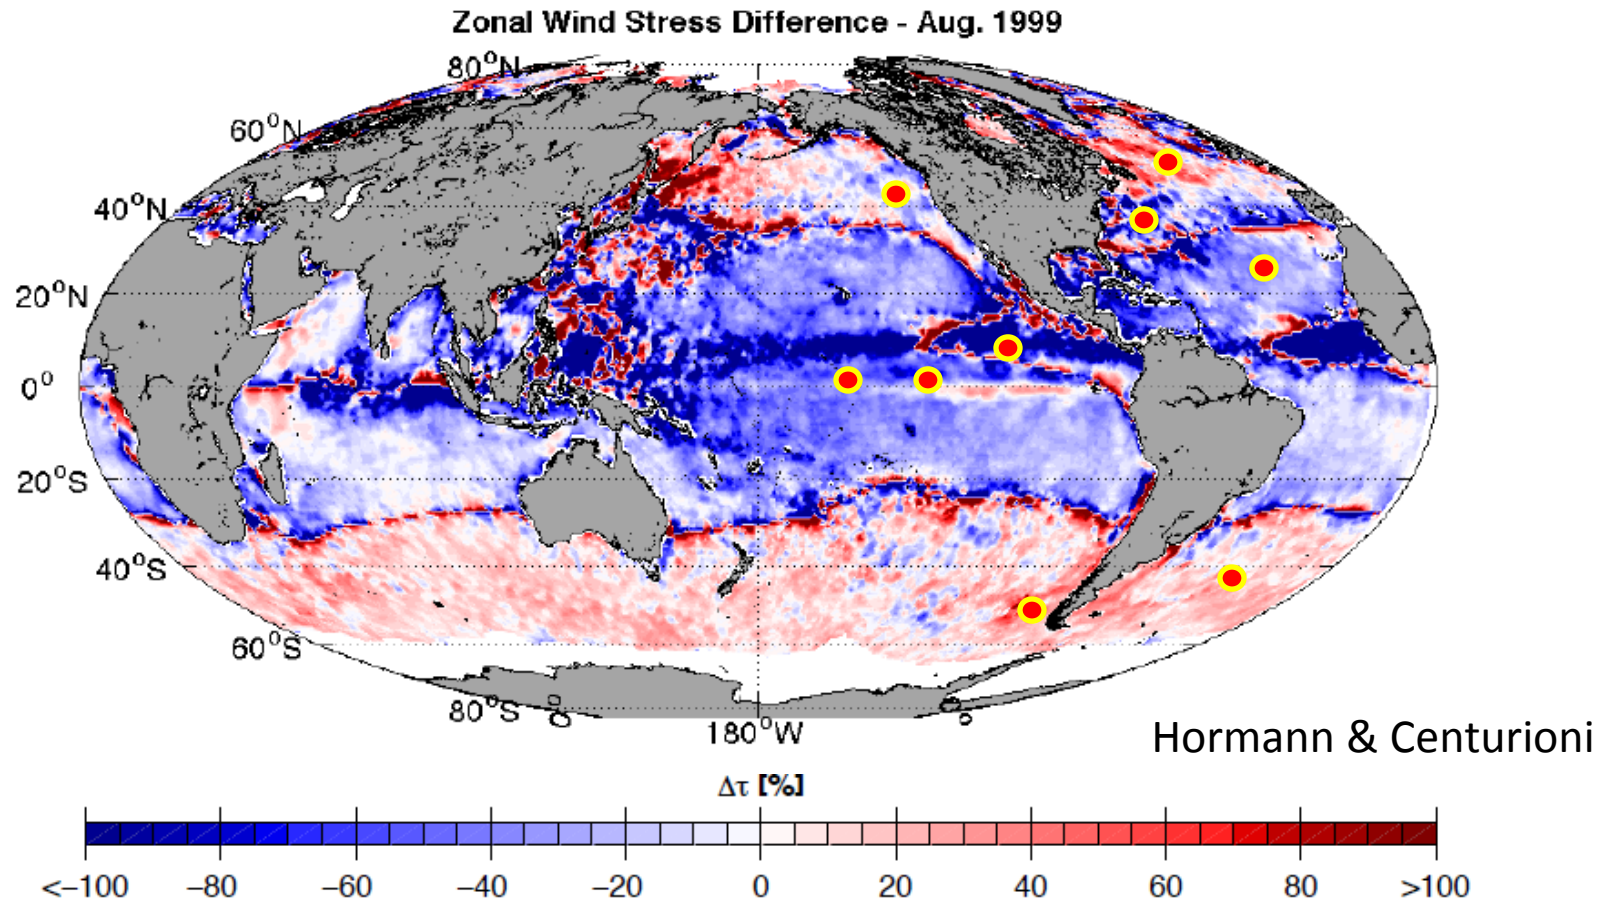 Zonal Wind Stress Difference - Aug. 1999
80°N
60°N
40°N
20°N
0°
20°S
40°S
60°S
80°S
180°W
Hormann & Centurioni
Δτ [%]
<–100 –80 –60 –40 –20 0 20 40 60 80 >100